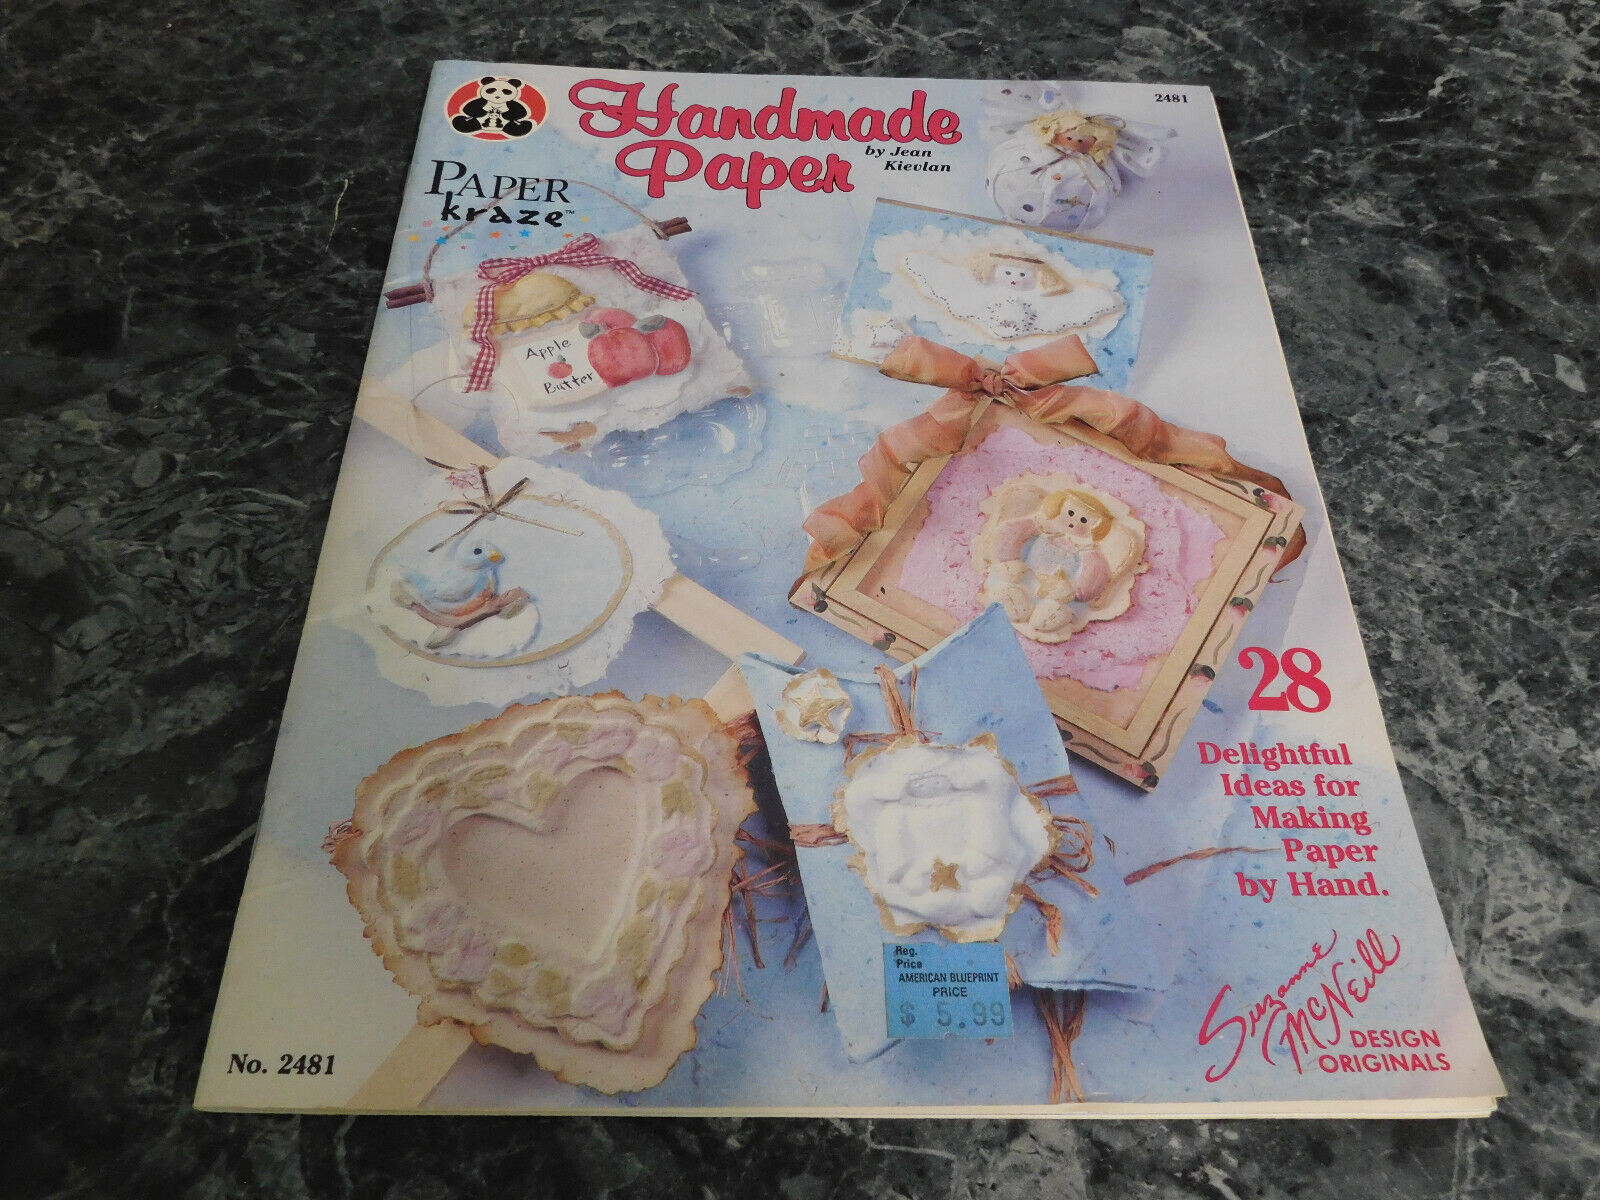 2481
Handmade
Paper
by Jean
Kievlan
PAPER
kraze™
Apple
Butter
28
Delightful
Ideas for
Making
Paper
by Hand.
Reg.
Price
AMERICAN BLUEPRINT
PRICE
$ 5.99
Suzanne
McNeill
DESIGN
ORIGINALS
No. 2481